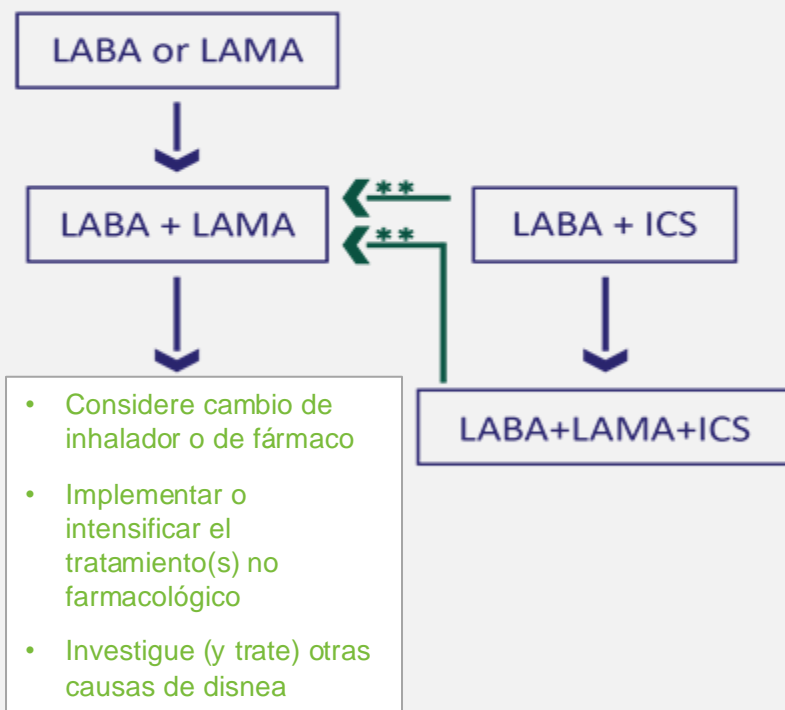 LABA or LAMA
LABA + LAMA
**
**
LABA + ICS
LABA+LAMA+ICS
• Considere cambio de
inhalador o de fármaco
• Implementar o
intensificar el
tratamiento(s) no
farmacológico
• Investigue (y trate) otras
causas de disnea